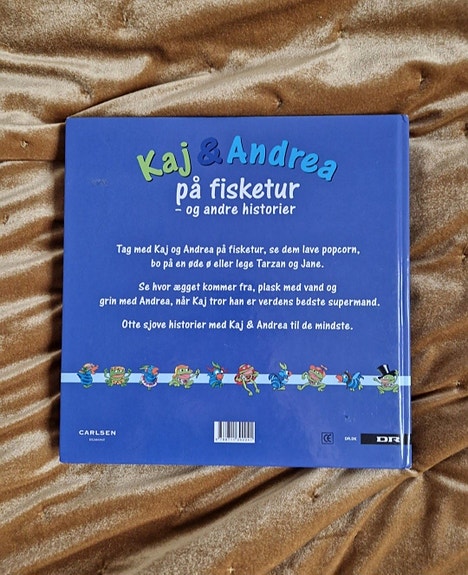 Kaj & Andrea
på fisketur
- og andre historier
Tag med Kaj og Andrea på fisketur, se dem lave popcorn,
bo på en øde ø eller lege Tarzan og Jane.
Se hvor ægget kommer fra, plask med vand og
grin med Andrea, når Kaj tror han er verdens bedste supermand.
Otte sjove historier med Kaj & Andrea til de mindste.
CARLSEN
DR.DK
DR